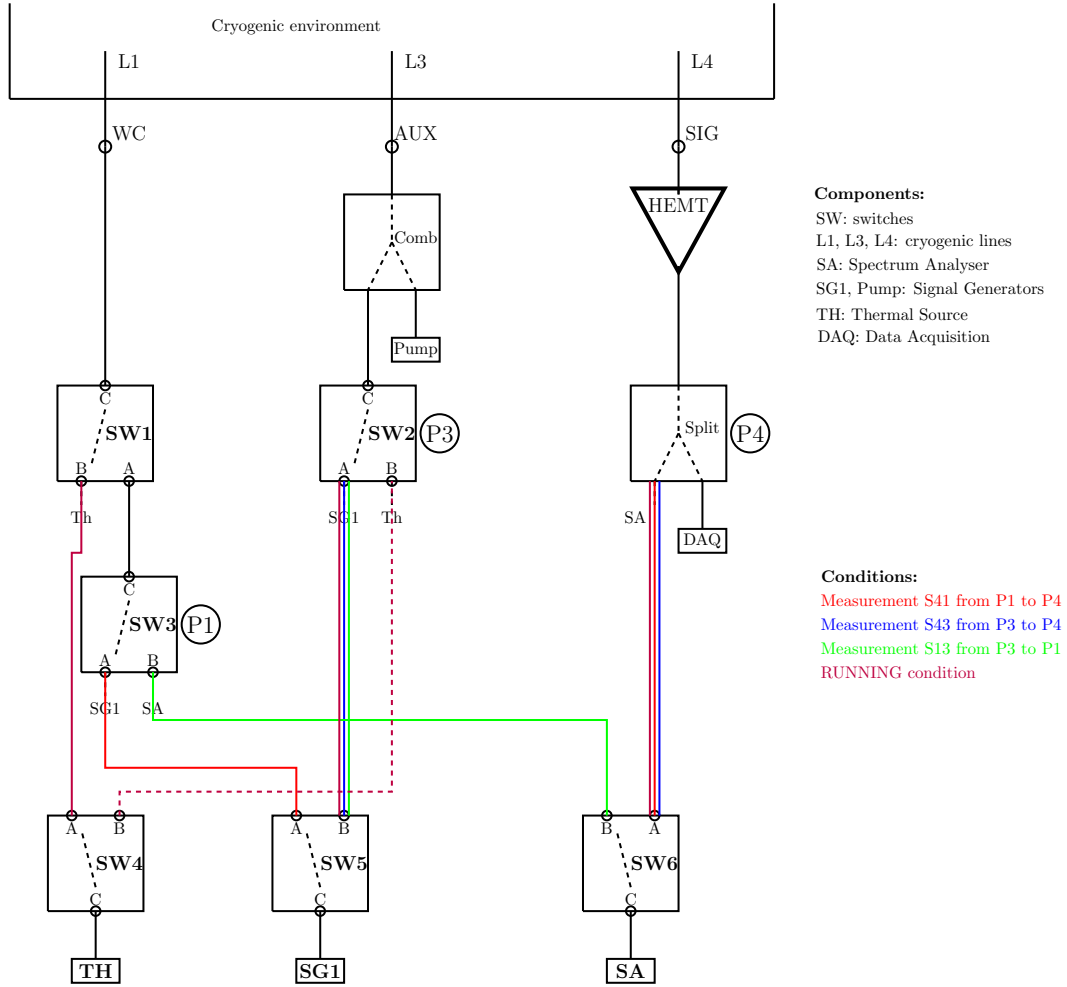 Cryogenic environment
L1
L3
L4
WC
AUX
SIG
HEMT
Components:
SW: switches
L1, L3, L4: cryogenic lines
SA: Spectrum Analyser
SG1, Pump: Signal Generators
TH: Thermal Source
DAQ: Data Acquisition
Comb
Pump
C
SW1
B
A
Th
C
SW2
P3
A
B
SG1
Th
Split
P4
SA
DAQ
C
SW3
P1
A
B
SG1
SA
Conditions:
Measurement S41 from P1 to P4
Measurement S43 from P3 to P4
Measurement S13 from P3 to P1
RUNNING condition
A
B
SW4
C
TH
A
B
SW5
C
SG1
B
A
SW6
C
SA